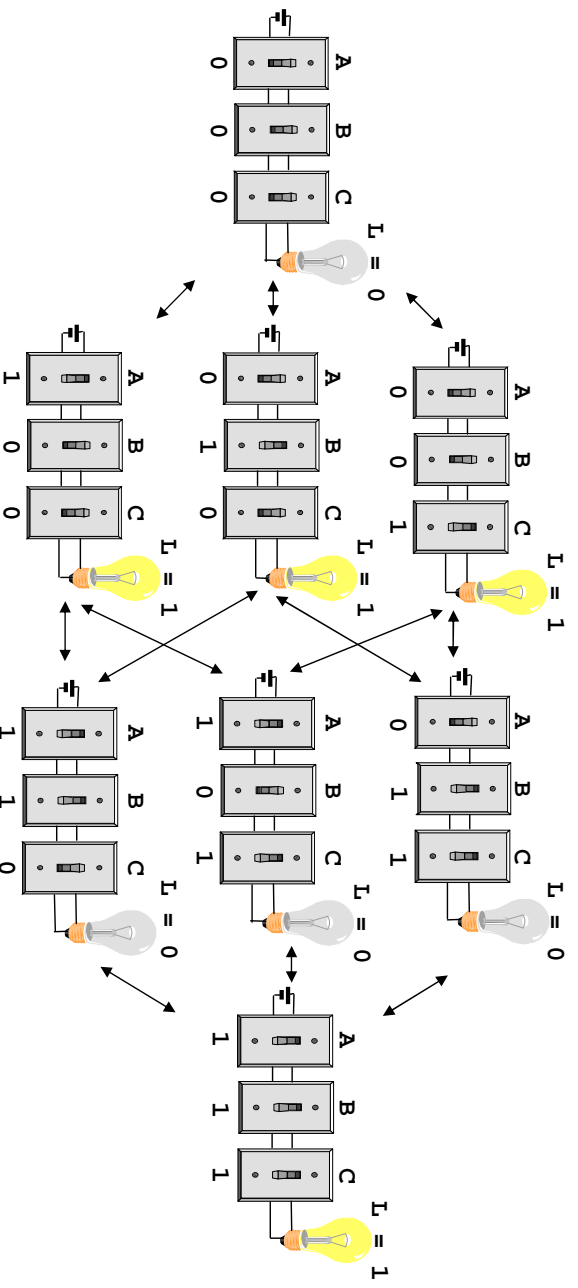 A B C
L = 0
0 0 0
A B C
L = 1
0 0 1
A B C
L = 1
0 1 0
A B C
L = 1
1 0 0
A B C
L = 0
0 1 1
A B C
L = 0
1 0 1
A B C
L = 0
1 1 0
A B C
L = 1
1 1 1